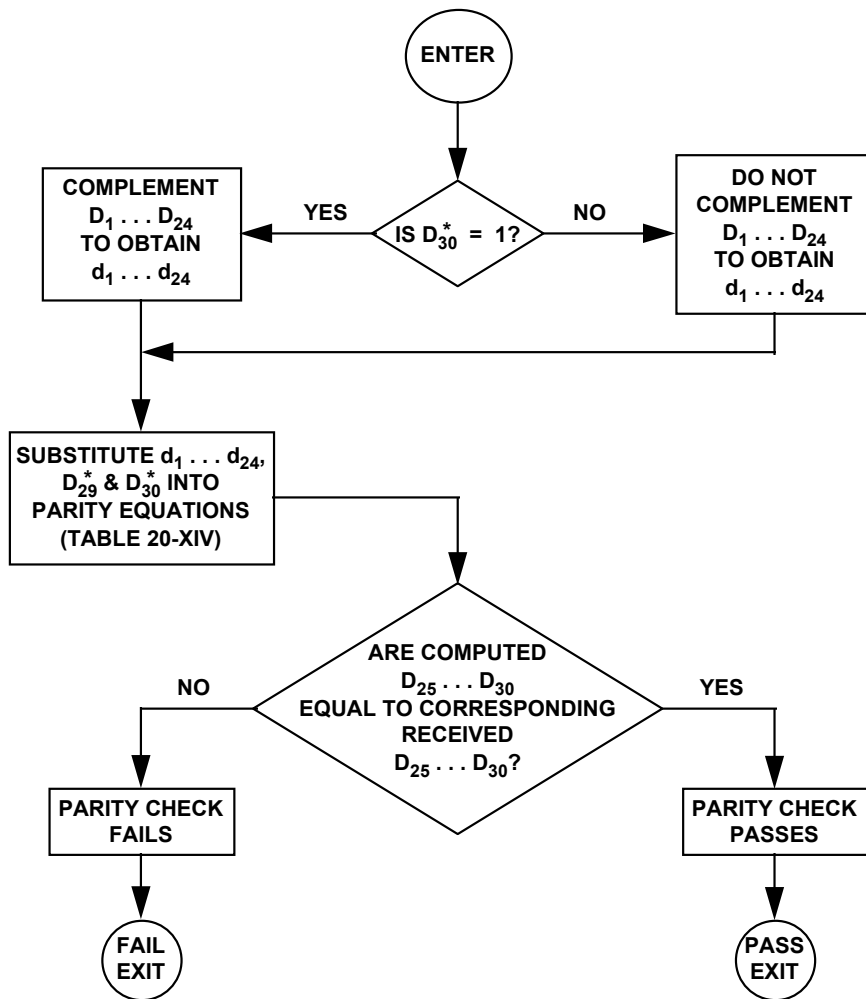 ENTER
COMPLEMENT
D₁ . . . D₂₄
TO OBTAIN
d₁ . . . d₂₄
YES
IS D*₃₀ = 1?
NO
DO NOT
COMPLEMENT
D₁ . . . D₂₄
TO OBTAIN
d₁ . . . d₂₄
SUBSTITUTE d₁ . . . d₂₄,
D*₂₉ & D*₃₀ INTO
PARITY EQUATIONS
(TABLE 20-XIV)
ARE COMPUTED
D₂₅ . . . D₃₀
EQUAL TO CORRESPONDING
RECEIVED
D₂₅ . . . D₃₀?
NO
YES
PARITY CHECK
FAILS
PARITY CHECK
PASSES
FAIL
EXIT
PASS
EXIT